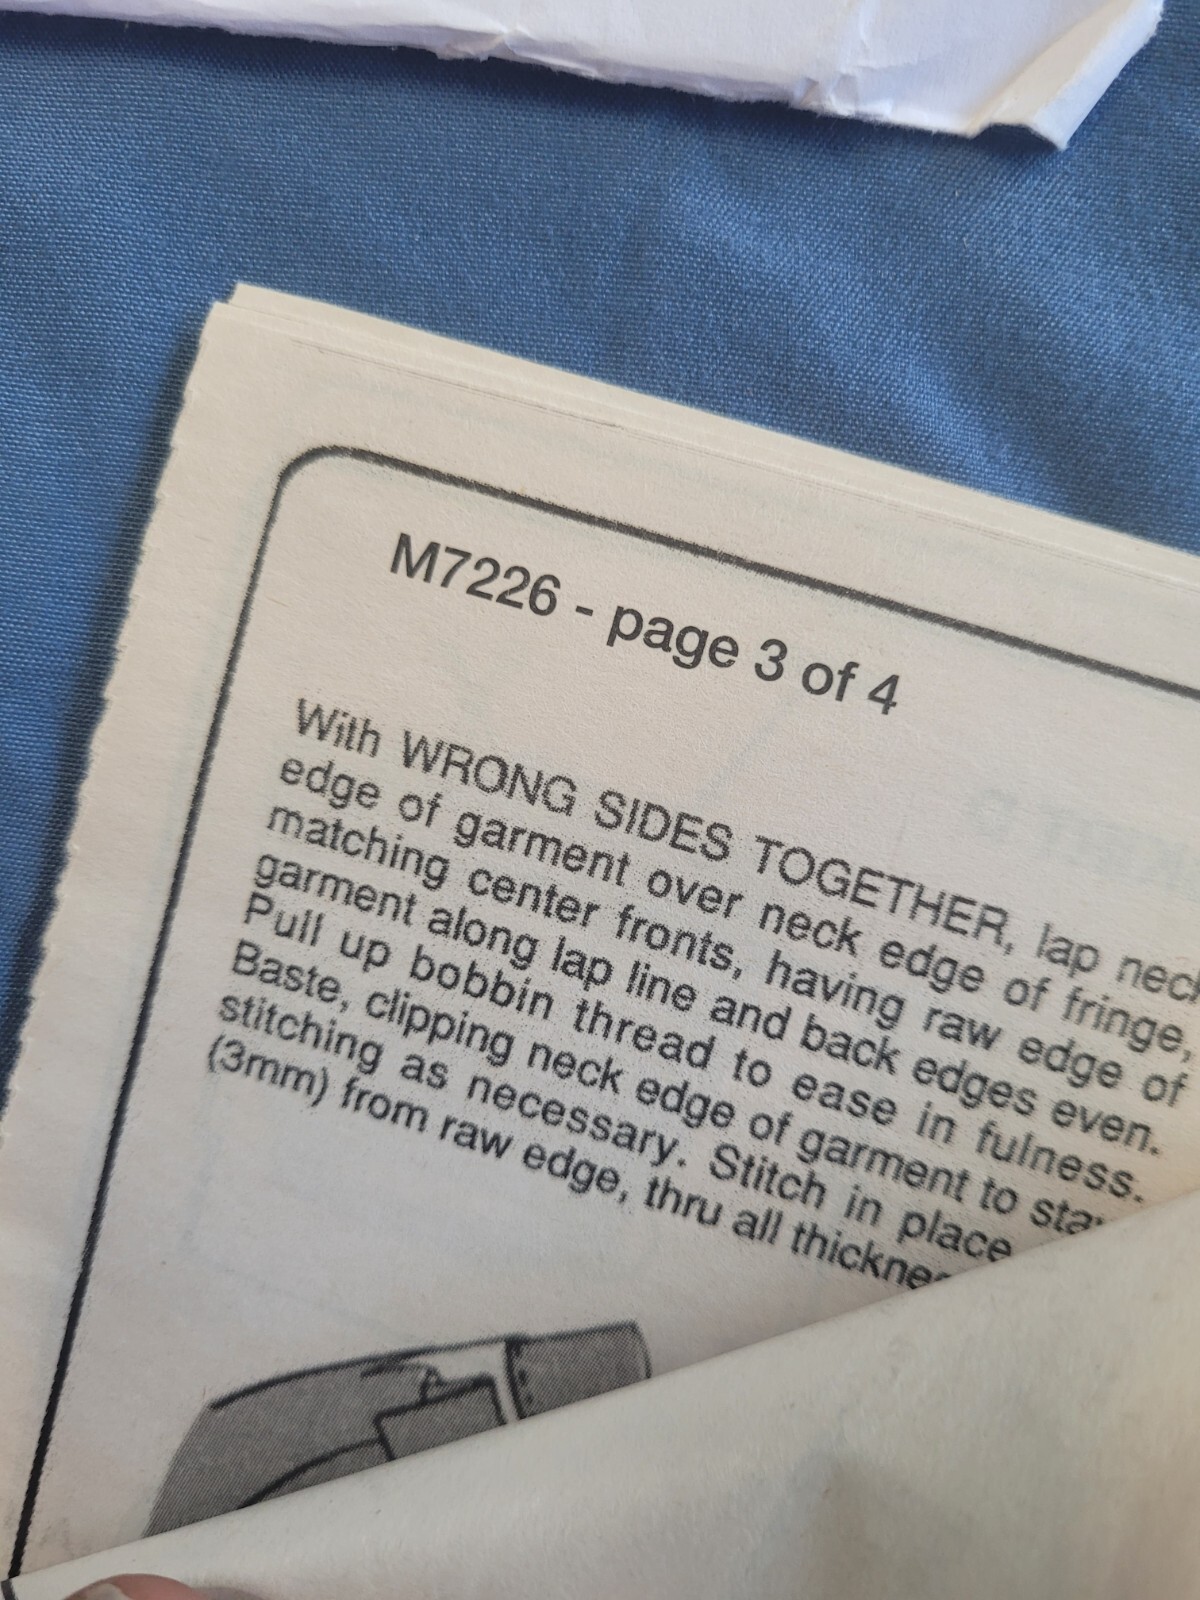 M7226 - page 3 of 4
With WRONG SIDES TOGETHER, lap neck
edge of garment over neck edge of fringe,
matching center fronts, having raw edge of
garment along lap line and back edges even.
Pull up bobbin thread to ease in fulness.
Baste, clipping neck edge of garment to
stitching as necessary. Stitch in place
(3mm) from raw edge, thru all